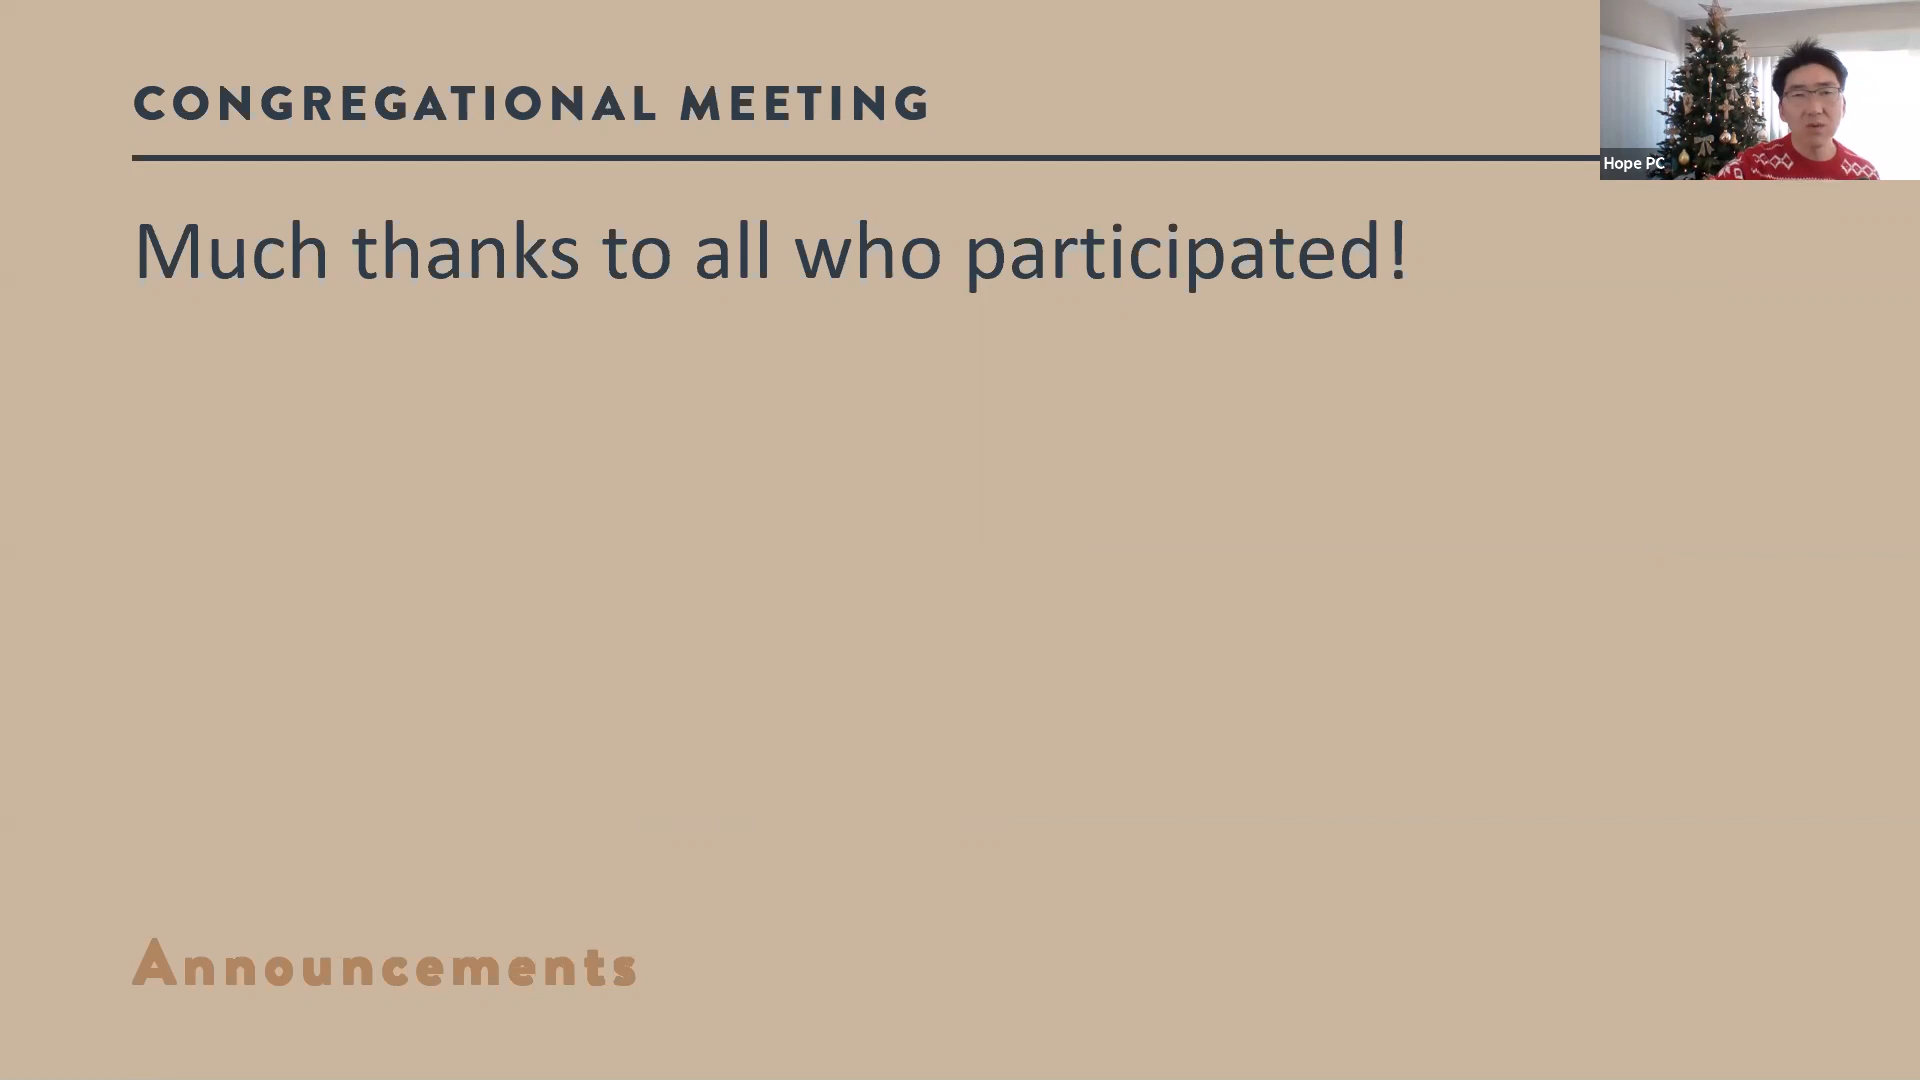 CONGREGATIONAL MEETING
Hope PC
Much thanks to all who participated!
Announcements